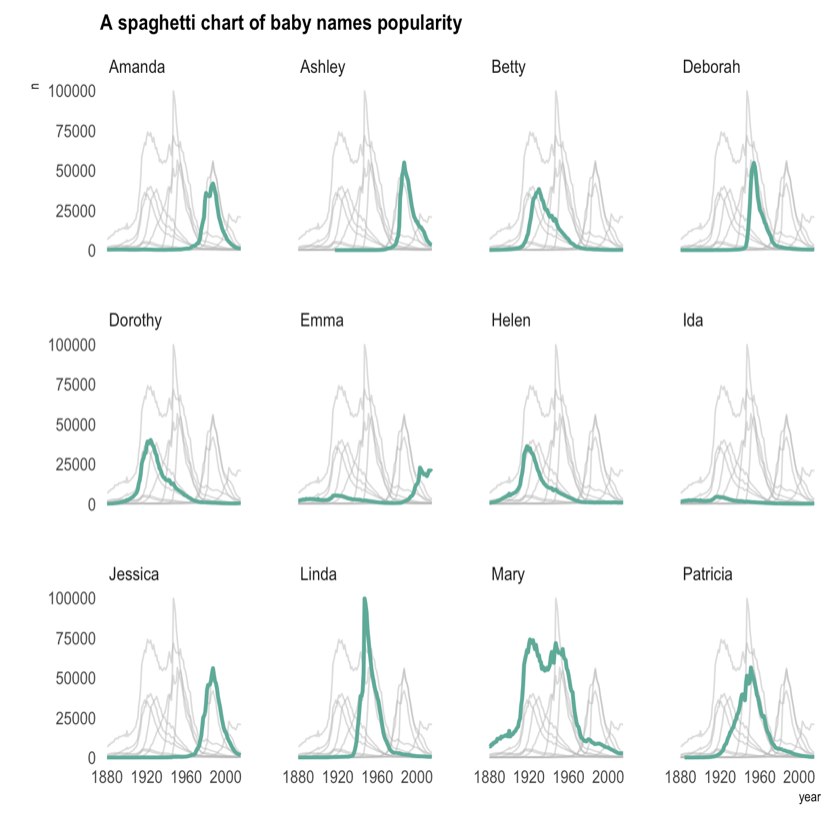 A spaghetti chart of baby names popularity
Amanda Ashley Betty Deborah
n
100000
75000
50000
25000
0
Dorothy Emma Helen Ida
100000
75000
50000
25000
0
Jessica Linda Mary Patricia
100000
75000
50000
25000
0
1880 1920 1960 2000 1880 1920 1960 2000 1880 1920 1960 2000 1880 1920 1960 2000
year